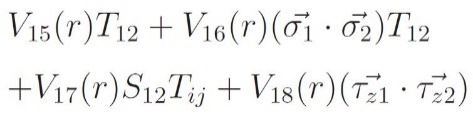 $V_{15}(r)T_{12} + V_{16}(r)(\vec{\sigma_1} \cdot \vec{\sigma_2})T_{12}$
$+V_{17}(r)S_{12}T_{ij} + V_{18}(r)(\vec{\tau_{z1}} \cdot \vec{\tau_{z2}})$